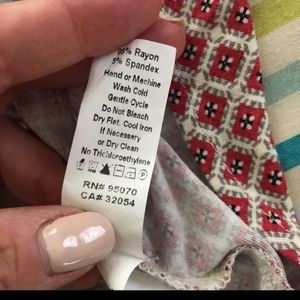 95% Rayon
5% Spandex
Hand or Machine
Wash Cold
Gentle Cycle
Do Not Bleach
Dry Flat, Cool Iron
If Necessary
or Dry Clean
No Trichloroethylene
RN# 95070
CA# 32054